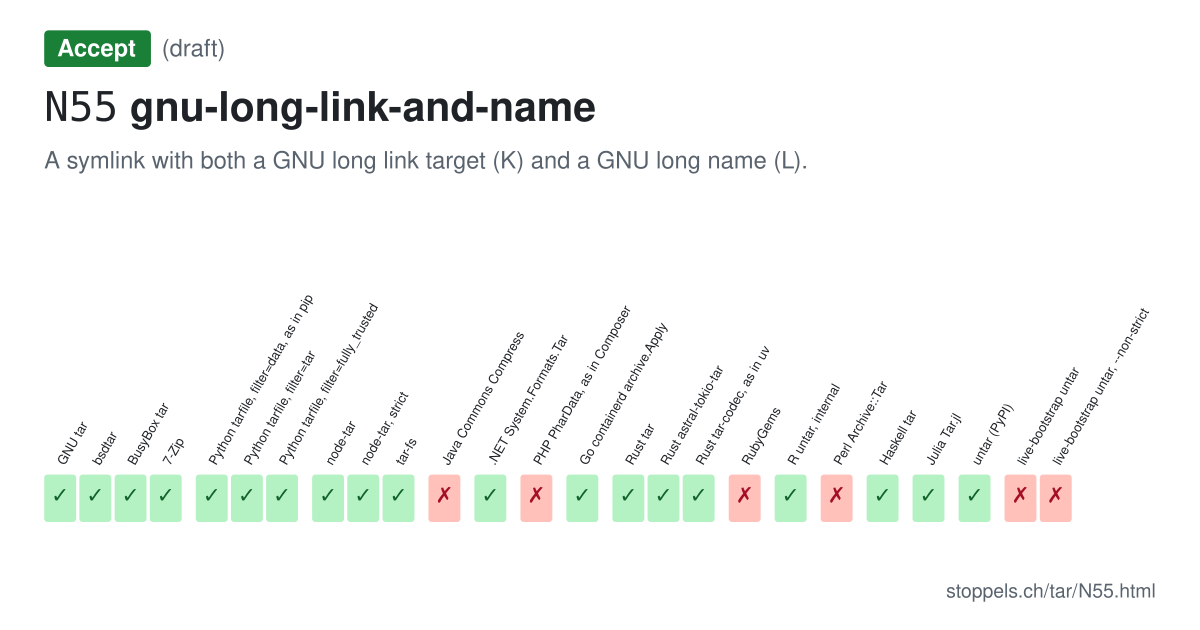 Accept (draft)
N55 gnu-long-link-and-name
A symlink with both a GNU long link target (K) and a GNU long name (L).
GNU tar
bsdtar
BusyBox tar
7-Zip
Python tarfile, filter=data, as in pip
Python tarfile, filter=tar
Python tarfile, filter=fully_trusted
node-tar
node-tar, strict
tar-fs
Java Commons Compress
.NET System.Formats.Tar
PHP PharData, as in Composer
Go containerd archive.Apply
Rust tar
Rust astral-tokio-tar
Rust tar-codec, as in uv
RubyGems
R untar, internal
Perl Archive::Tar
Haskell tar
Julia Tar.jl
untar (PyPI)
live-bootstrap untar
live-bootstrap untar, --non-strict
✓ ✓ ✓ ✓ ✓ ✓ ✓ ✓ ✓ ✓ ✗ ✓ ✗ ✓ ✓ ✓ ✓ ✗ ✓ ✗ ✓ ✓ ✓ ✗ ✗
stoppels.ch/tar/N55.html